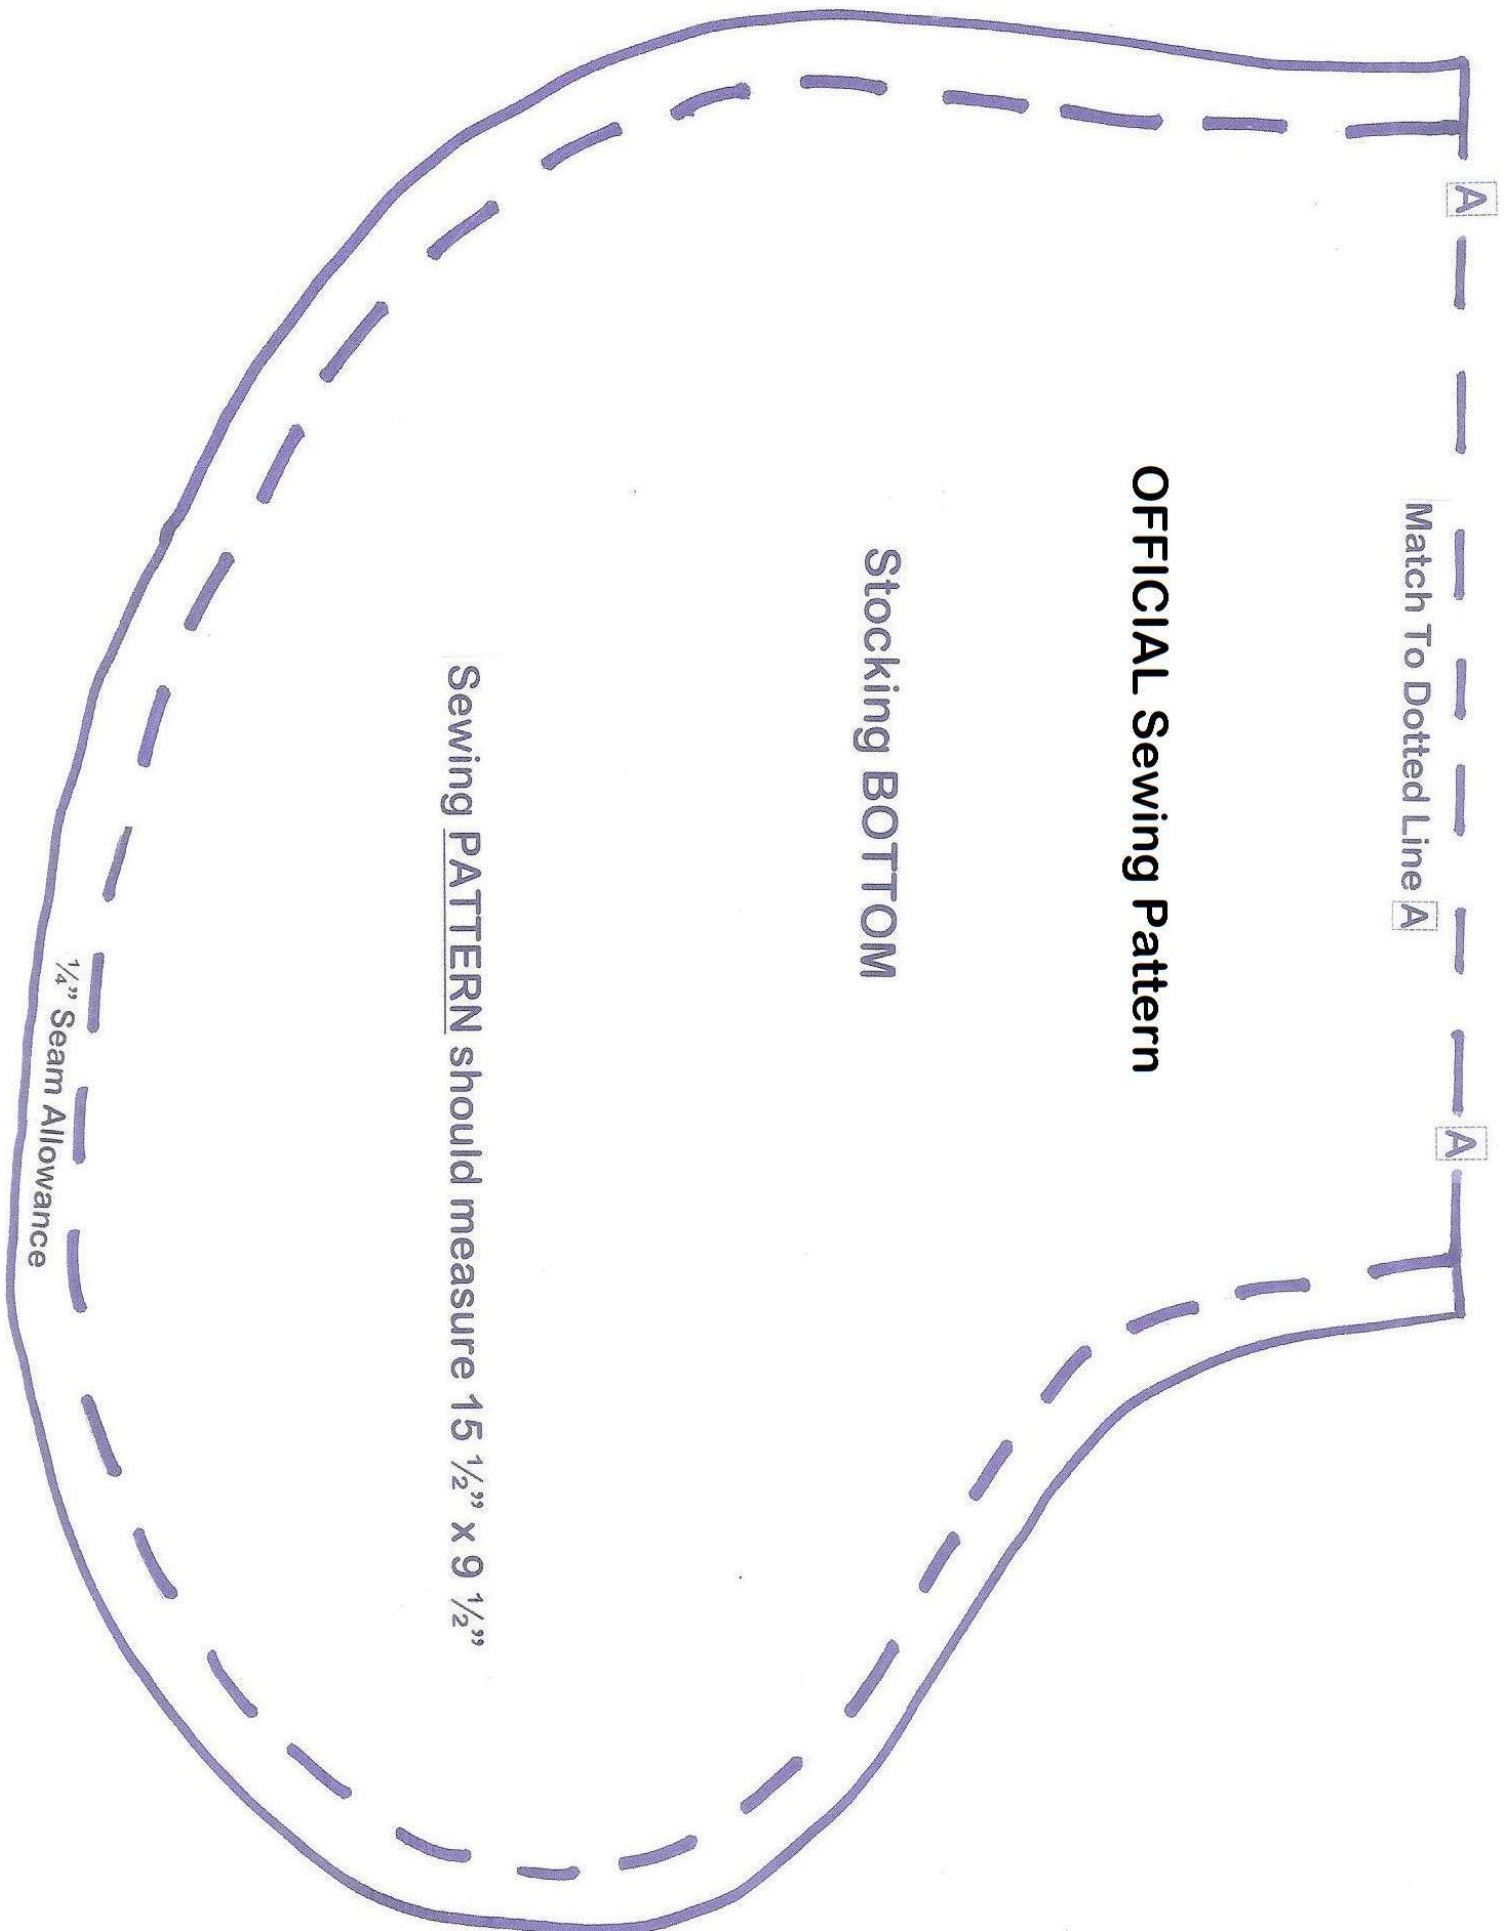 A
A
Match To Dotted Line A
OFFICIAL Sewing Pattern
Stocking BOTTOM
Sewing PATTERN should measure 15 ½” x 9 ½”
¼” Seam Allowance